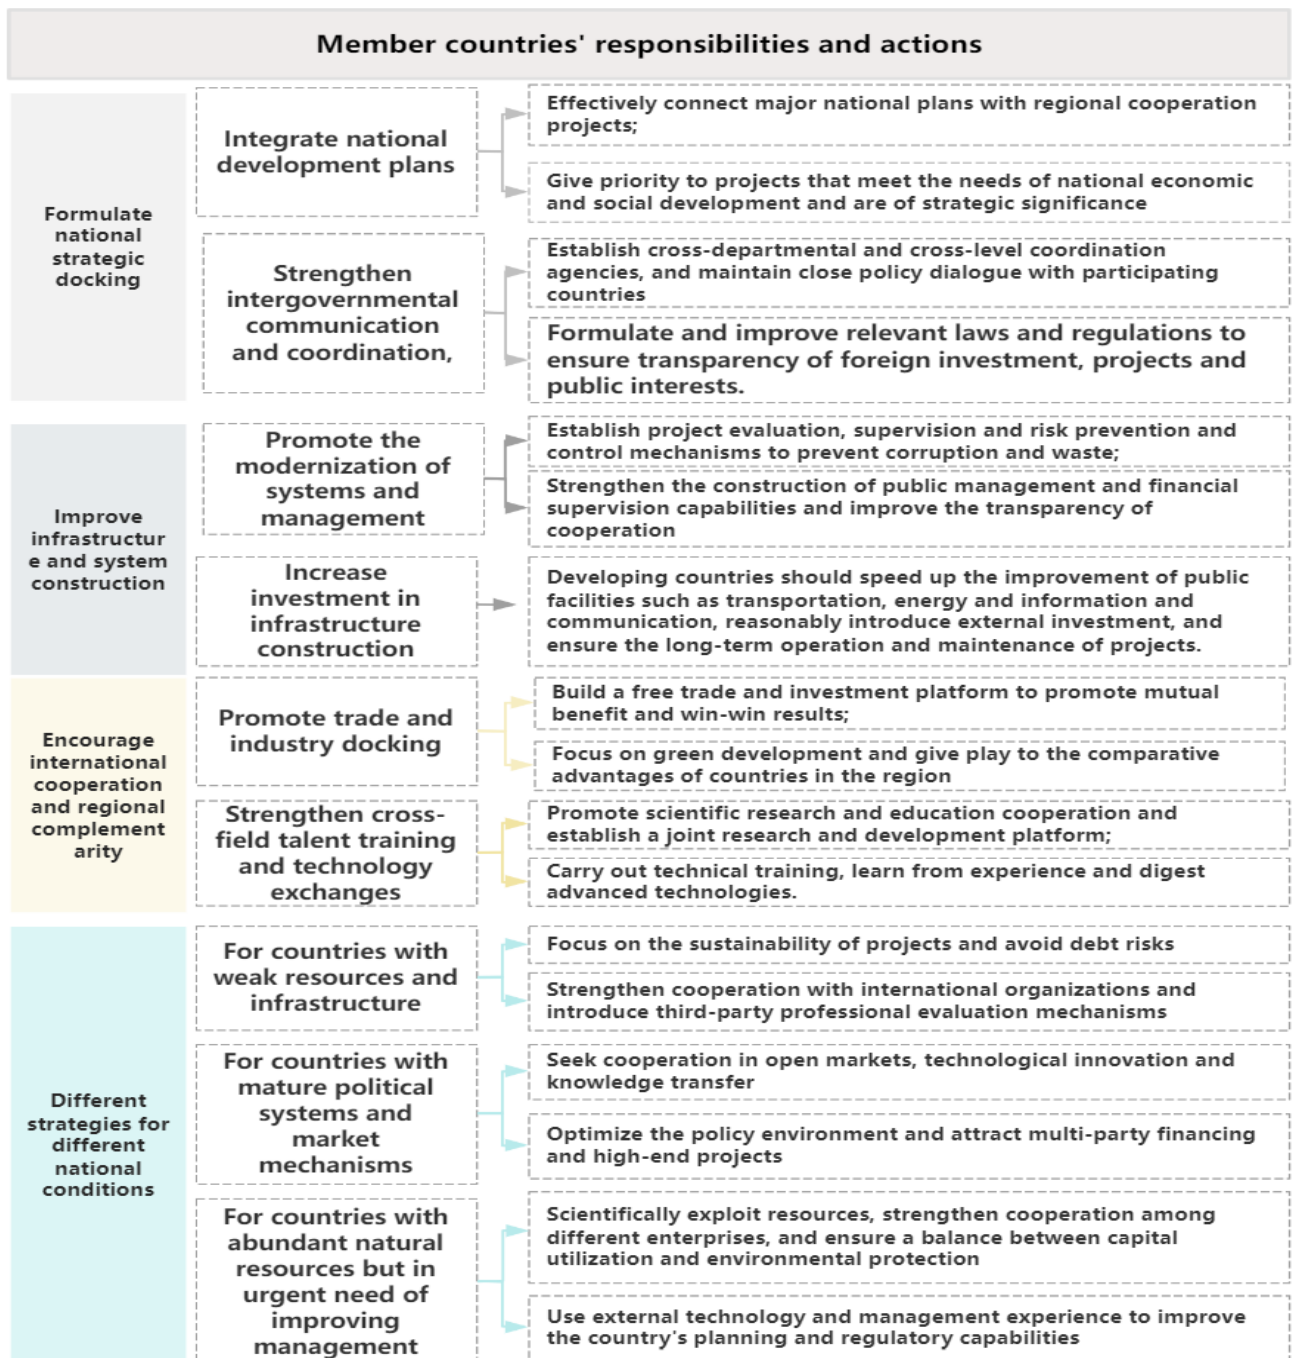 Member countries' responsibilities and actions
Formulate
national
strategic
docking
Integrate national
development plans
Effectively connect major national plans with regional cooperation
projects;
Give priority to projects that meet the needs of national economic
and social development and are of strategic significance
Strengthen
intergovernmental
communication
and coordination,
Establish cross-departmental and cross-level coordination
agencies, and maintain close policy dialogue with participating
countries
Formulate and improve relevant laws and regulations to
ensure transparency of foreign investment, projects and
public interests.
Improve
infrastructur
e and system
construction
Promote the
modernization of
systems and
management
Establish project evaluation, supervision and risk prevention and
control mechanisms to prevent corruption and waste;
Strengthen the construction of public management and financial
supervision capabilities and improve the transparency of
cooperation
Increase
investment in
infrastructure
construction
Developing countries should speed up the improvement of public
facilities such as transportation, energy and information and
communication, reasonably introduce external investment, and
ensure the long-term operation and maintenance of projects.
Encourage
international
cooperation
and regional
complement
arity
Promote trade and
industry docking
Build a free trade and investment platform to promote mutual
benefit and win-win results;
Focus on green development and give play to the comparative
advantages of countries in the region
Strengthen cross-
field talent training
and technology
exchanges
Promote scientific research and education cooperation and
establish a joint research and development platform;
Carry out technical training, learn from experience and digest
advanced technologies.
Different
strategies for
different
national
conditions
For countries with
weak resources and
infrastructure
Focus on the sustainability of projects and avoid debt risks
Strengthen cooperation with international organizations and
introduce third-party professional evaluation mechanisms
For countries with
mature political
systems and
market
mechanisms
Seek cooperation in open markets, technological innovation and
knowledge transfer
Optimize the policy environment and attract multi-party financing
and high-end projects
For countries with
abundant natural
resources but in
urgent need of
improving
management
Scientifically exploit resources, strengthen cooperation among
different enterprises, and ensure a balance between capital
utilization and environmental protection
Use external technology and management experience to improve
the country's planning and regulatory capabilities